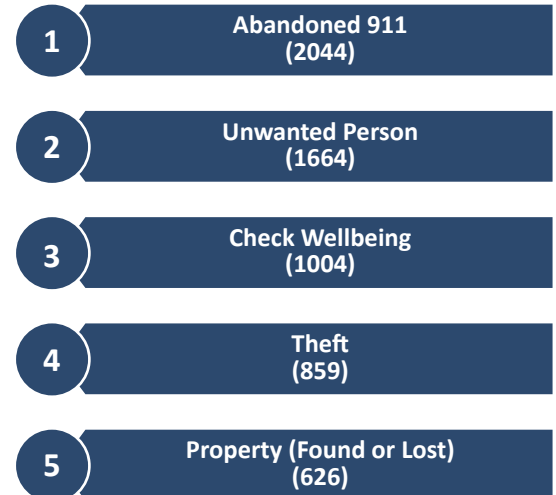 1
Abandoned 911
(2044)
2
Unwanted Person
(1664)
3
Check Wellbeing
(1004)
4
Theft
(859)
5
Property (Found or Lost)
(626)